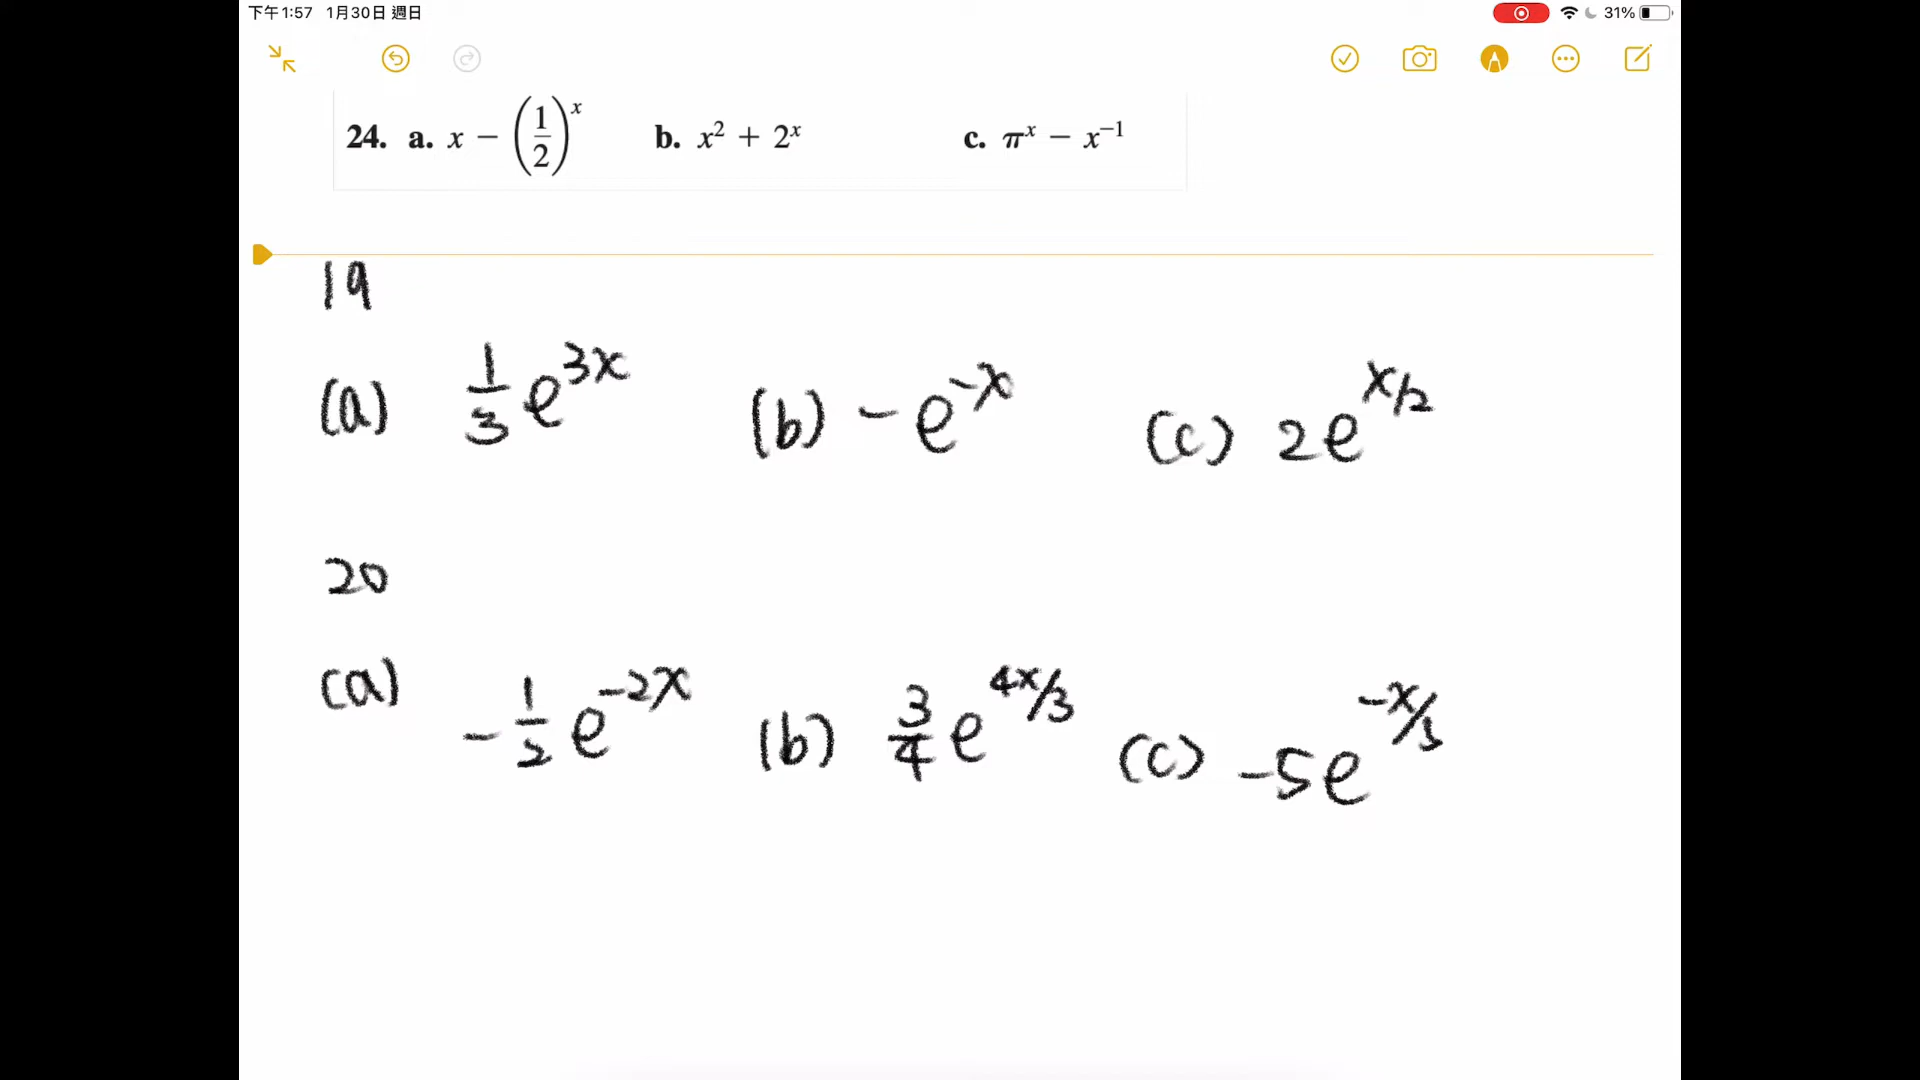 下午1:57 1月30日 週日 31%
24. a. x − (1/2)^x b. x² + 2^x c. π^x − x^−1
19
(a) 1/3 e^3x (b) -e^-x (c) 2e^x/2
20
(a) -1/2 e^-2x (b) 3/4 e^4x/3 (c) -5e^-x/5